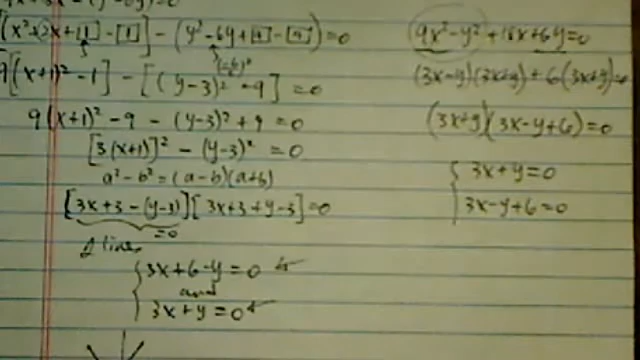 [x²+2x+[1]-[1]]-(y²-6y+[9]-[9])=0
9[(x+1)²-1]-[(y-3)²-9]=0
9(x+1)²-9-(y-3)²+9=0
[3(x+1)]²-(y-3)²=0
a²-b²=(a-b)(a+b)
[3x+3-(y-3)][3x+3+y-3]=0
=0
2 lines
3x+6-y=0
and
3x+y=0
9x²-y²+18x+6y=0
(3x-y)(3x+y)+6(3x+y)=0
(3x+y)(3x-y+6)=0
3x+y=0
3x-y+6=0